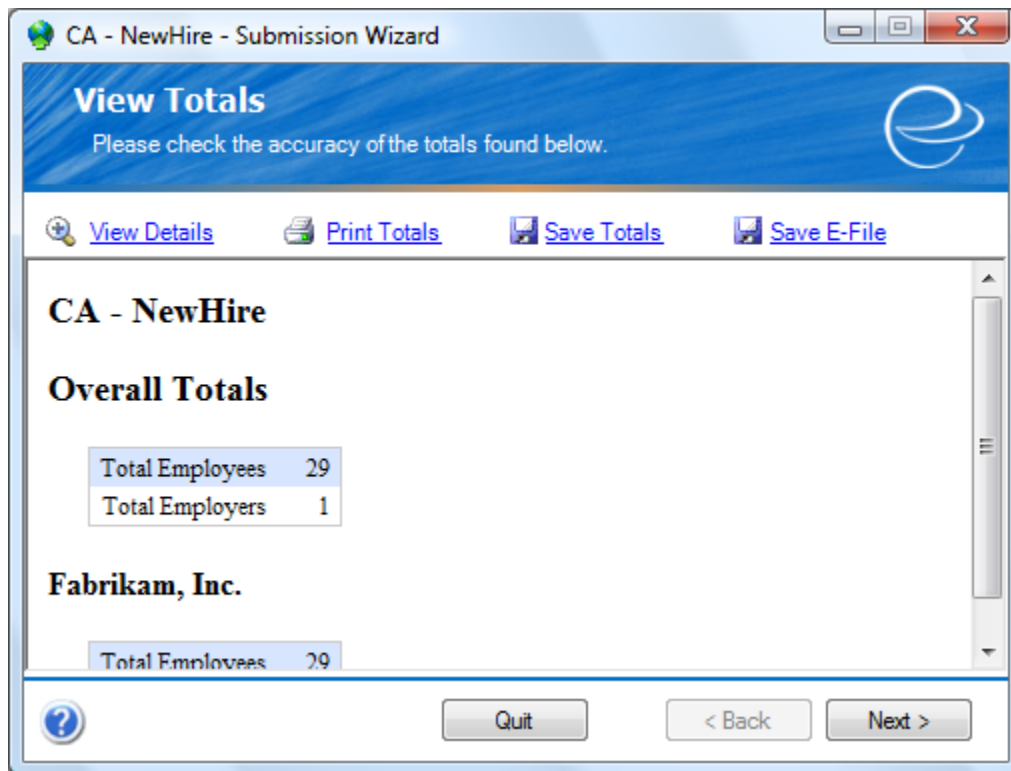 CA - NewHire - Submission Wizard
View Totals
Please check the accuracy of the totals found below.
View Details Print Totals Save Totals Save E-File
CA - NewHire
Overall Totals
Total Employees 29
Total Employers 1
Fabrikam, Inc.
Total Employees 29
? Quit < Back Next >